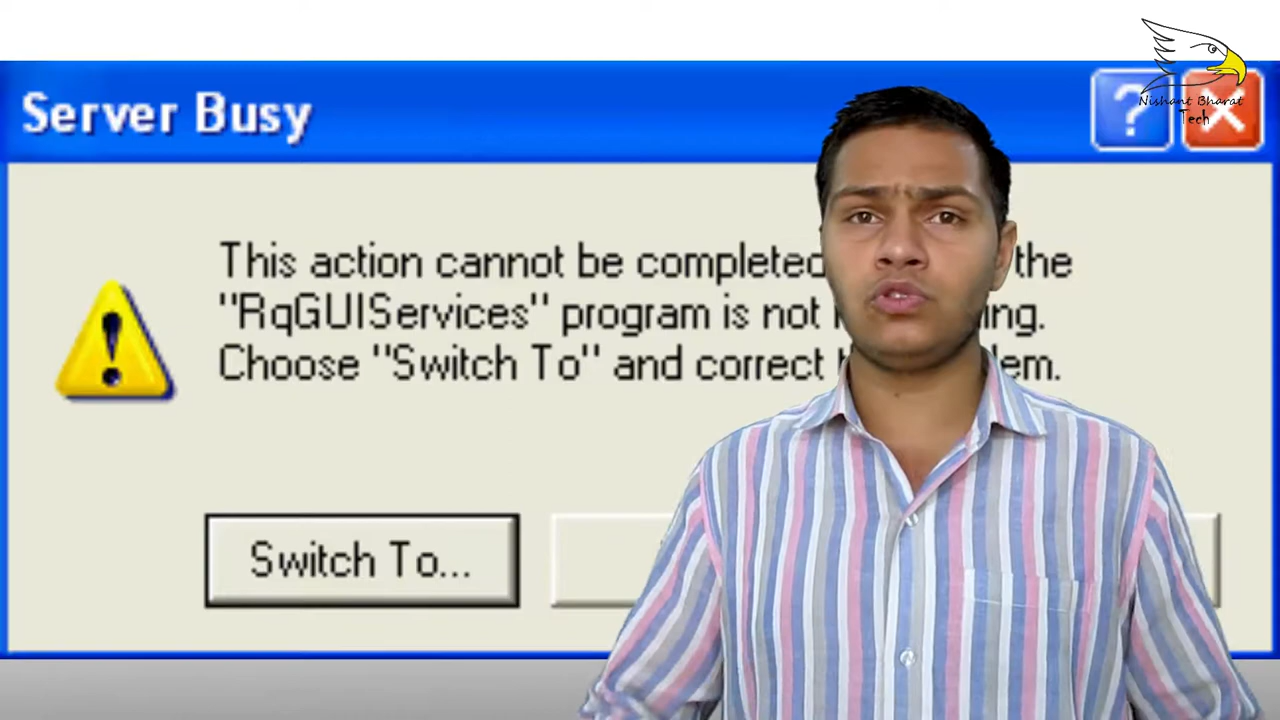 Nishant Bharat
Tech
Server Busy
This action cannot be completed the
"RqGUIServices" program is not
Choose "Switch To" and correct
Switch To...